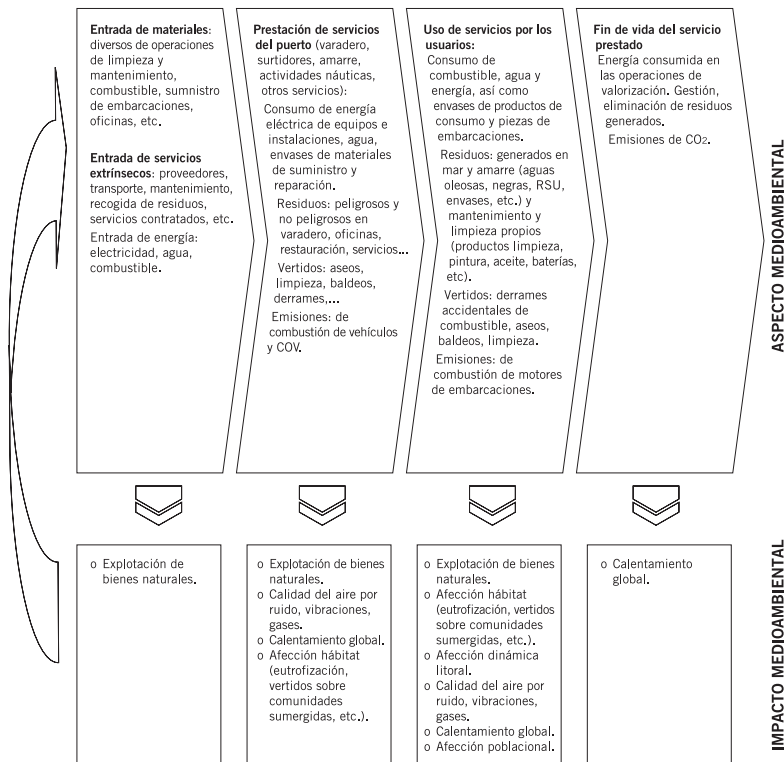 Entrada de materiales:
diversos de operaciones
de limpieza y
mantenimiento,
combustible, sumnistro
de embarcaciones,
oficinas, etc.
Entrada de servicios
extrínsecos: proveedores,
transporte, mantenimiento,
recogida de residuos,
servicios contratados, etc.
Entrada de energía:
electricidad, agua,
combustible.
Prestación de servicios
del puerto (varadero,
surtidores, amarre,
actividades náuticas,
otros servicios):
Consumo de energía
eléctrica de equipos e
instalaciones, agua,
envases de materiales
de suministro y
reparación.
Residuos: peligrosos y
no peligrosos en
varadero, oficinas,
restauración, servicios...
Vertidos: aseos,
limpieza, baldeos,
derrames,...
Emisiones: de
combustión de vehículos
y COV.
Uso de servicios por los
usuarios:
Consumo de
combustible, agua y
energía, así como
envases de productos de
consumo y piezas de
embarcaciones.
Residuos: generados en
mar y amarre (aguas
oleosas, negras, RSU,
envases, etc.) y
mantenimiento y
limpieza propios
(productos limpieza,
pintura, aceite, baterías,
etc).
Vertidos: derrames
accidentales de
combustible, aseos,
baldeos, limpieza.
Emisiones: de
combustión de motores
de embarcaciones.
Fin de vida del servicio
prestado
Energía consumida en
las operaciones de
valorización. Gestión,
eliminación de residuos
generados.
Emisiones de CO2.
ASPECTO MEDIOAMBIENTAL
o Explotación de
bienes naturales.
o Explotación de bienes
naturales.
o Calidad del aire por
ruido, vibraciones,
gases.
o Calentamiento global.
o Afección hábitat
(eutrofización,
vertidos sobre
comunidades
sumergidas, etc.).
o Explotación de bienes
naturales.
o Afección hábitat
(eutrofización, vertidos
sobre comunidades
sumergidas, etc.).
o Afección dinámica
litoral.
o Calidad del aire por
ruido, vibraciones,
gases.
o Calentamiento global.
o Afección poblacional.
o Calentamiento
global.
IMPACTO MEDIOAMBIENTAL